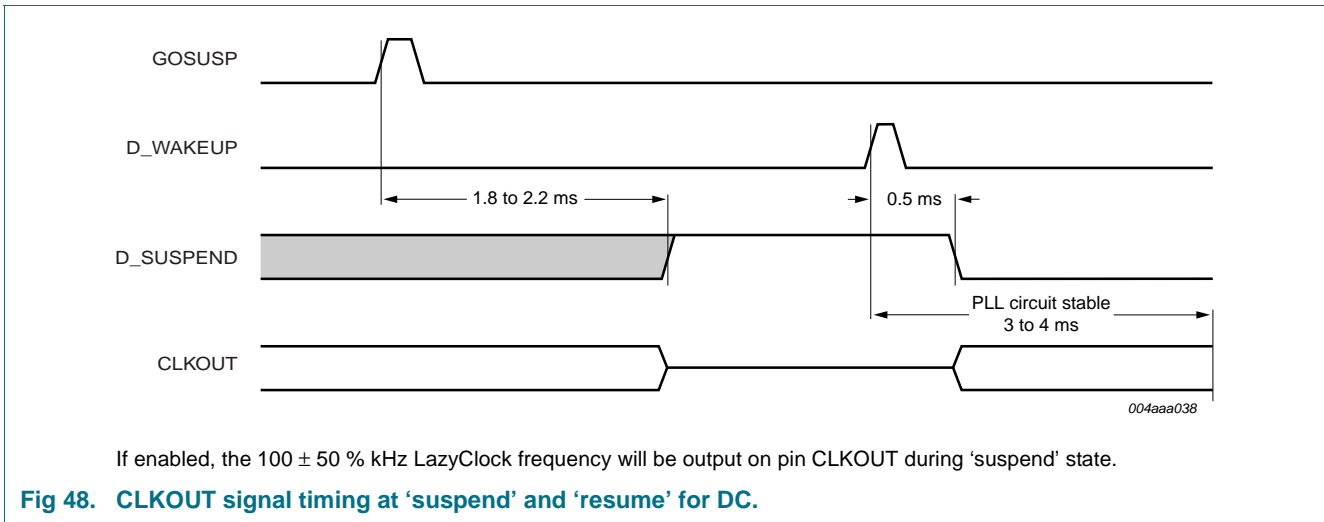 GOSUSP
D_WAKEUP
1.8 to 2.2 ms
0.5 ms
D_SUSPEND
PLL circuit stable
3 to 4 ms
CLKOUT
004aaa038
If enabled, the 100 ± 50 % kHz LazyClock frequency will be output on pin CLKOUT during ‘suspend’ state.
Fig 48. CLKOUT signal timing at ‘suspend’ and ‘resume’ for DC.